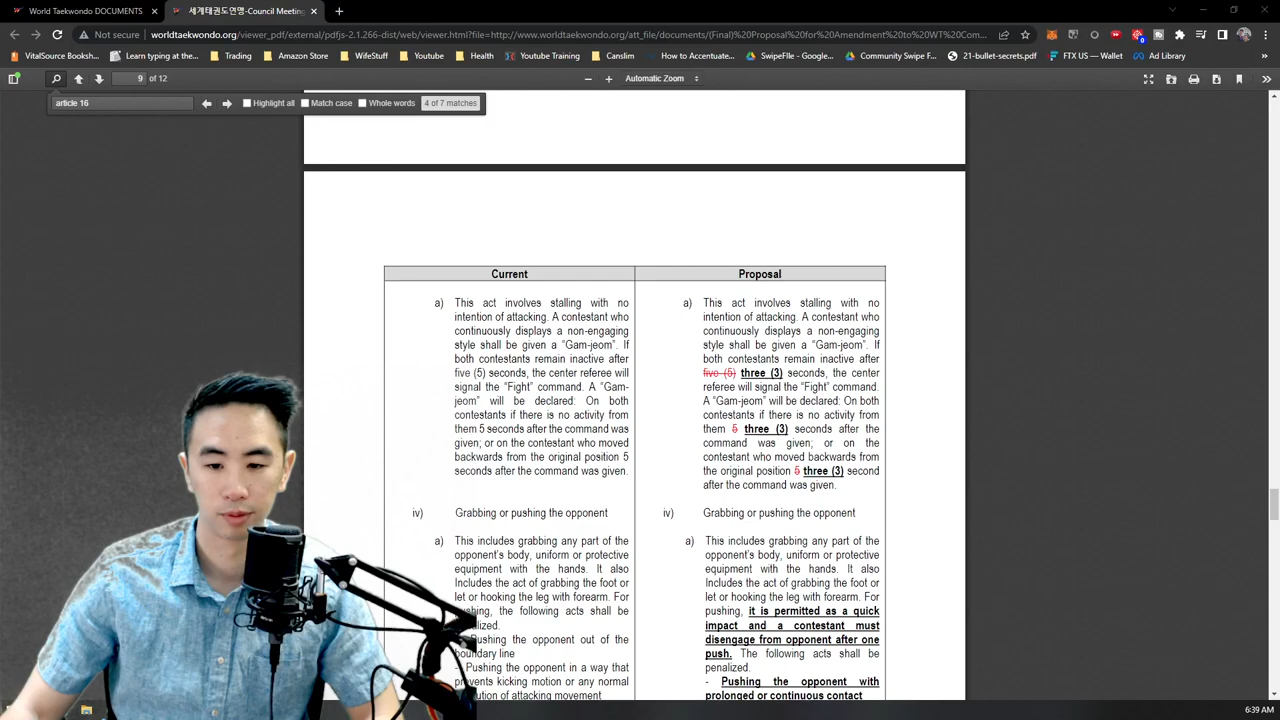 World Taekwondo DOCUMENTS
세계태권도연맹-Council Meeting
Not secure
worldtaekwondo.org/viewer_pdf/external/pdfjs-2.1.266-dist/web/viewer.html?file=http://www.worldtaekwondo.org/att_file/documents/(Final)%20Proposal%20for%20Amendment%20to%20WT%20Com...
VitalSource Bookshelf
Learn typing at the...
Trading
Amazon
WifeStuff
Health
Youtube Training
Canslim
How to Accentuate...
SwipeFIle - Google...
Community Swipe F...
21-bullet-secrets.pdf
FTX US — Wallet
Ad Library
9 of 12
Automatic Zoom
article 16
Highlight all
Match case
Whole words
4 of 7 matches
Current
a) This act involves stalling with no
intention of attacking. A contestant who
continuously displays a non-engaging
style shall be given a “Gam-jeom”. If
both contestants remain inactive after
five (5) seconds, the center referee will
signal the “Fight” command. A “Gam-
jeom” will be declared: On both
contestants if there is no activity from
them 5 seconds after the command was
given; or on the contestant who moved
backwards from the original position 5
seconds after the command was given.
iv) Grabbing or pushing the opponent
a) This includes grabbing any part of the
opponent’s body, uniform or protective
equipment with the hands. It also
Includes the act of grabbing the foot or
let or hooking the leg with forearm. For
the following acts shall be
Pushing the opponent out of the
boundary line
- Pushing the opponent in a way that
kicking motion or any normal
of attacking movement
Proposal
a) This act involves stalling with no
intention of attacking. A contestant who
continuously displays a non-engaging
style shall be given a “Gam-jeom”. If
both contestants remain inactive after
five (5) three (3) seconds, the center
referee will signal the “Fight” command.
A “Gam-jeom” will be declared: On both
contestants if there is no activity from
them 5 three (3) seconds after the
command was given; or on the
contestant who moved backwards from
the original position 5 three (3) second
after the command was given.
iv) Grabbing or pushing the opponent
a) This includes grabbing any part of the
opponent’s body, uniform or protective
equipment with the hands. It also
Includes the act of grabbing the foot or
let or hooking the leg with forearm. For
pushing, it is permitted as a quick
impact and a contestant must
disengage from opponent after one
push. The following acts shall be
penalized.
- Pushing the opponent with
prolonged or continuous contact
6:39 AM